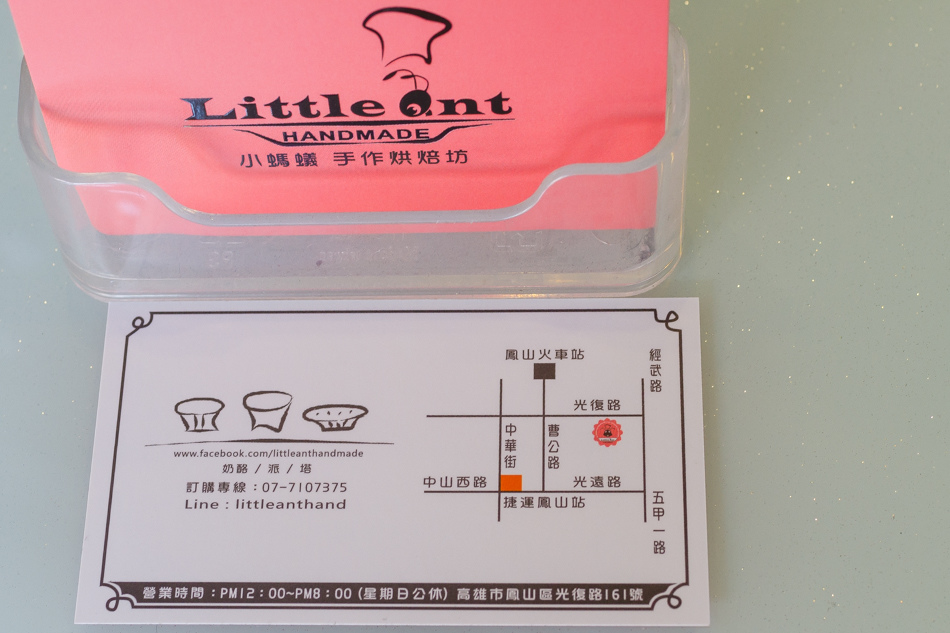 Little ant
HANDMADE
小螞蟻 手作烘焙坊
www.facebook.com/littleanthandmade
奶酪/派/塔
訂購專線:07-7107375
Line:littleanthand
鳳山火車站
經武路
光復路
中華街
曹公路
中山西路
光遠路
捷運鳳山站
五甲一路
營業時間:PM12:00~PM8:00 (星期日公休) 高雄市鳳山區光復路161號